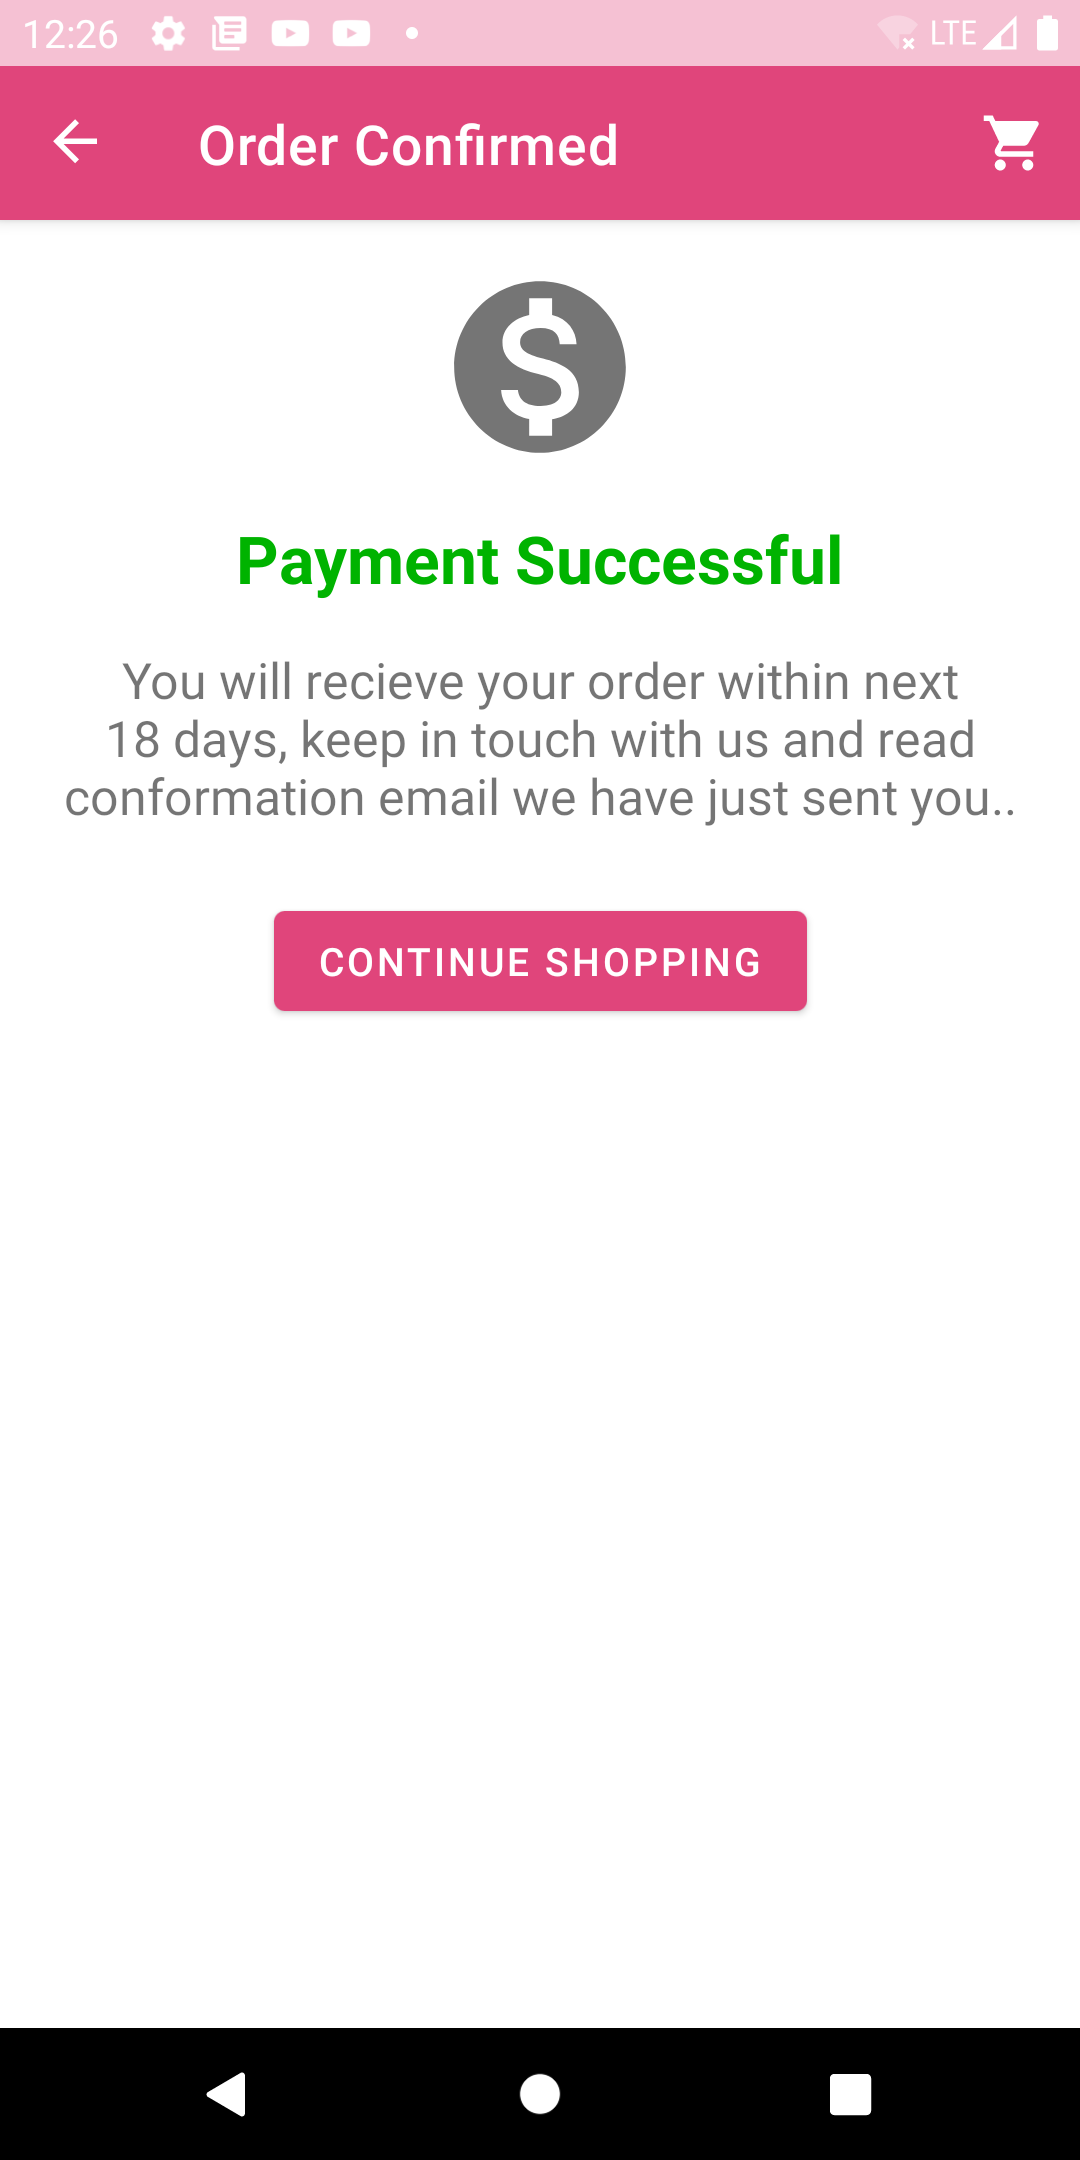 12:26
LTE
Order Confirmed
Payment Successful
You will recieve your order within next
18 days, keep in touch with us and read
conformation email we have just sent you..
CONTINUE SHOPPING